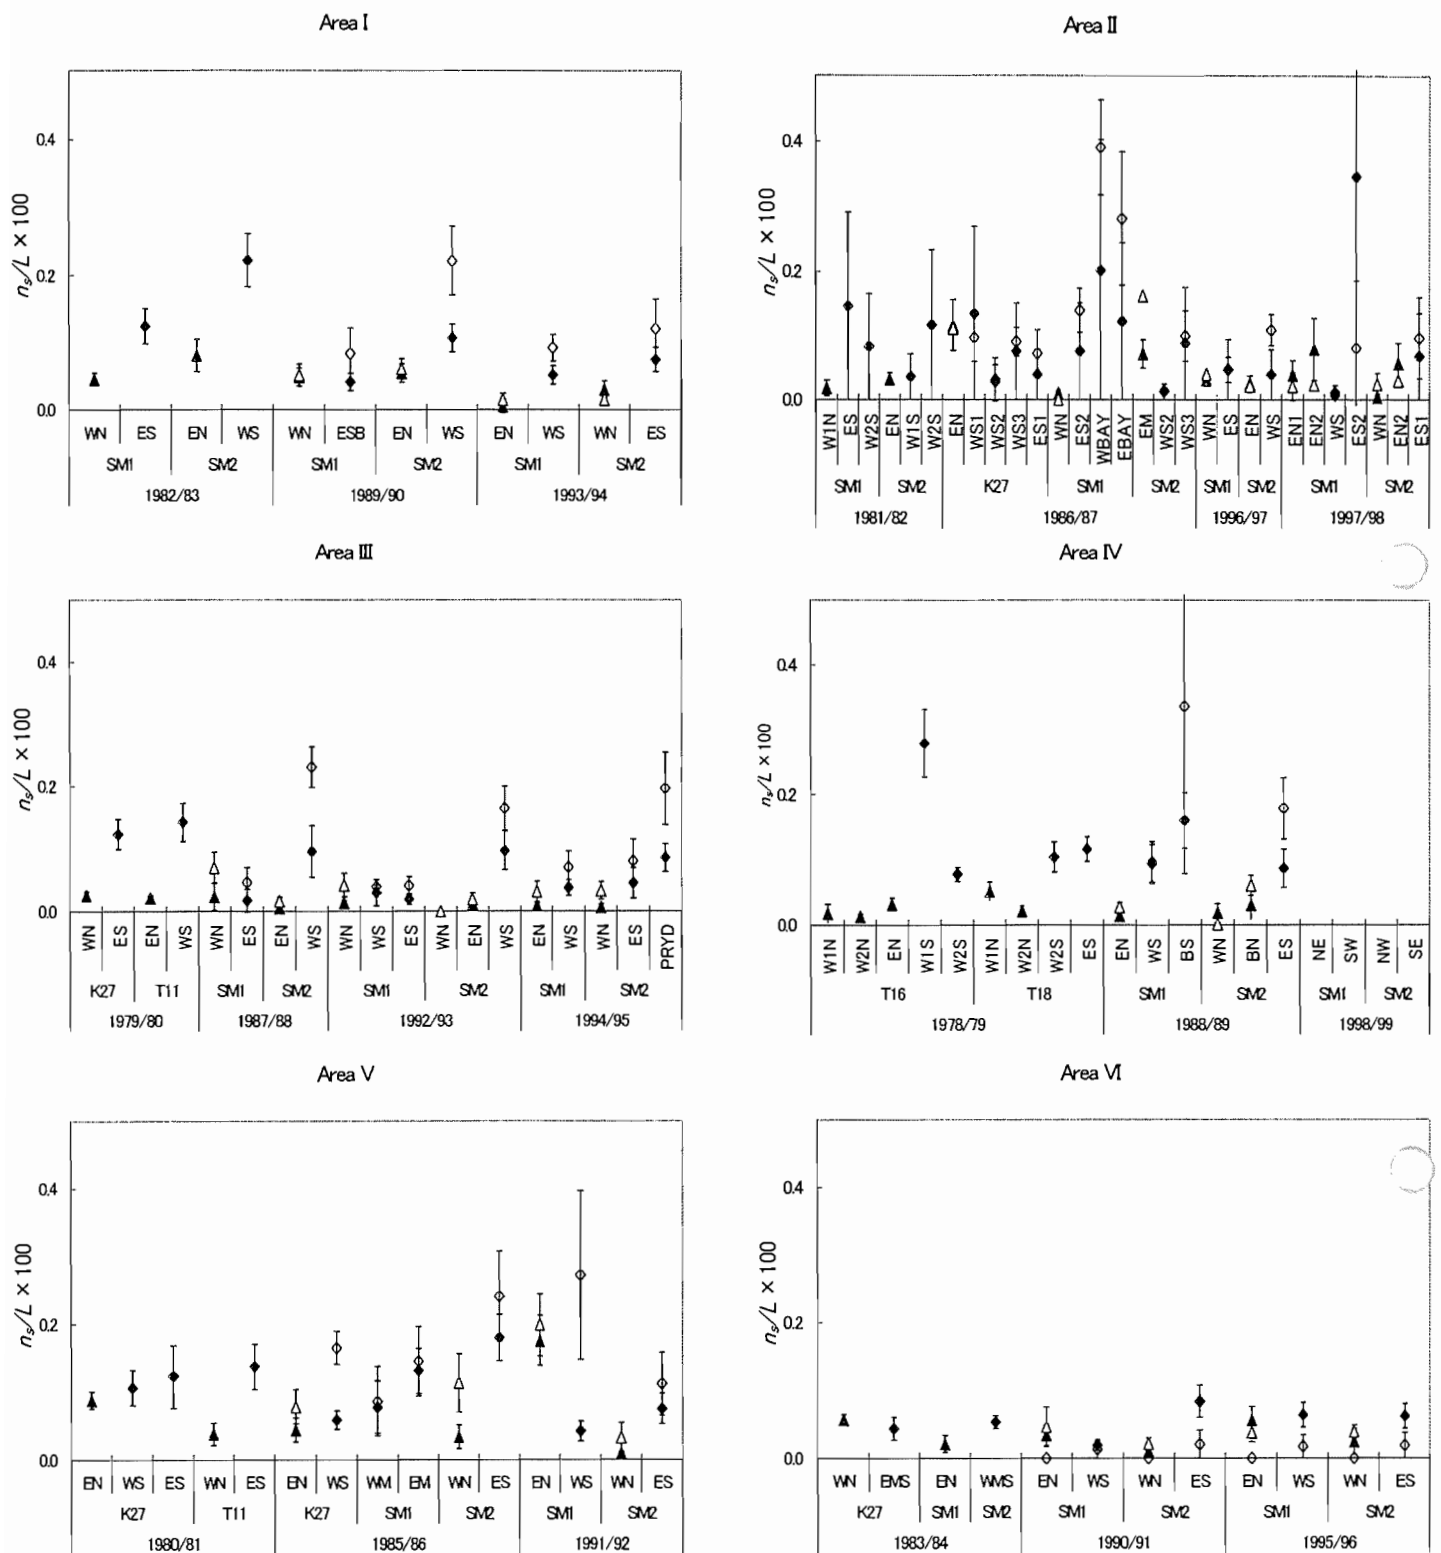 Area I
0.4
0.2
0.0
nₛ/L × 100
WN ES EN WS WN ESB EN WS EN WS WN ES
SM1 SM2 SM1 SM2 SM1 SM2
1982/83 1989/90 1993/94
Area II
0.4
0.2
0.0
nₛ/L × 100
W1N ES W2S EN W1S W2S EN WS1 WS2 WS3 ES1 WN ES2 WBAY EBAY EM WS2 WS3 WN ES EN WS EN1 EN2 WS ES2 WN EN2 ES1
SM1 SM2 K27 SM1 SM2 SM1 SM2 SM1 SM2
1981/82 1986/87 1996/97 1997/98
Area III
0.4
0.2
0.0
nₛ/L × 100
WN ES EN WS WN ES EN WS WN WS ES WN EN WS EN WS WN ES PRYD
K27 T11 SM1 SM2 SM1 SM2 SM1 SM2
1979/80 1987/88 1992/93 1994/95
Area IV
0.4
0.2
0.0
nₛ/L × 100
W1N W2N EN W1S W2S W1N W2N W2S ES EN WS BS WN BN ES NE SW NW SE
T16 T18 SM1 SM2 SM1 SM2
1978/79 1988/89 1998/99
Area V
0.4
0.2
0.0
nₛ/L × 100
EN WS ES WN ES EN WS WM EM WN ES EN WS WN ES
K27 T11 K27 SM1 SM2 SM1 SM2
1980/81 1985/86 1991/92
Area VI
0.4
0.2
0.0
nₛ/L × 100
WN EMS EN WMS EN WS WN ES EN WS WN ES
K27 SM1 SM2 SM1 SM2 SM1 SM2
1983/84 1990/91 1995/96